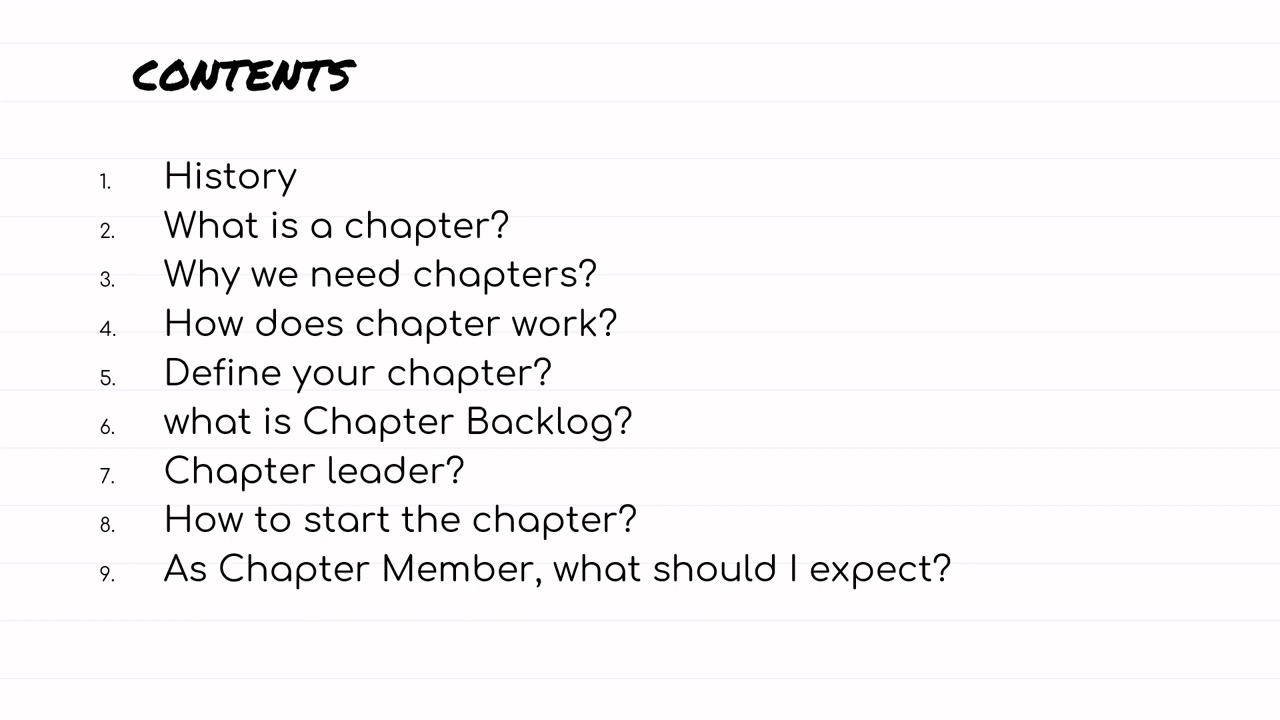 CONTENTS
1. History
2. What is a chapter?
3. Why we need chapters?
4. How does chapter work?
5. Define your chapter?
6. what is Chapter Backlog?
7. Chapter leader?
8. How to start the chapter?
9. As Chapter Member, what should I expect?